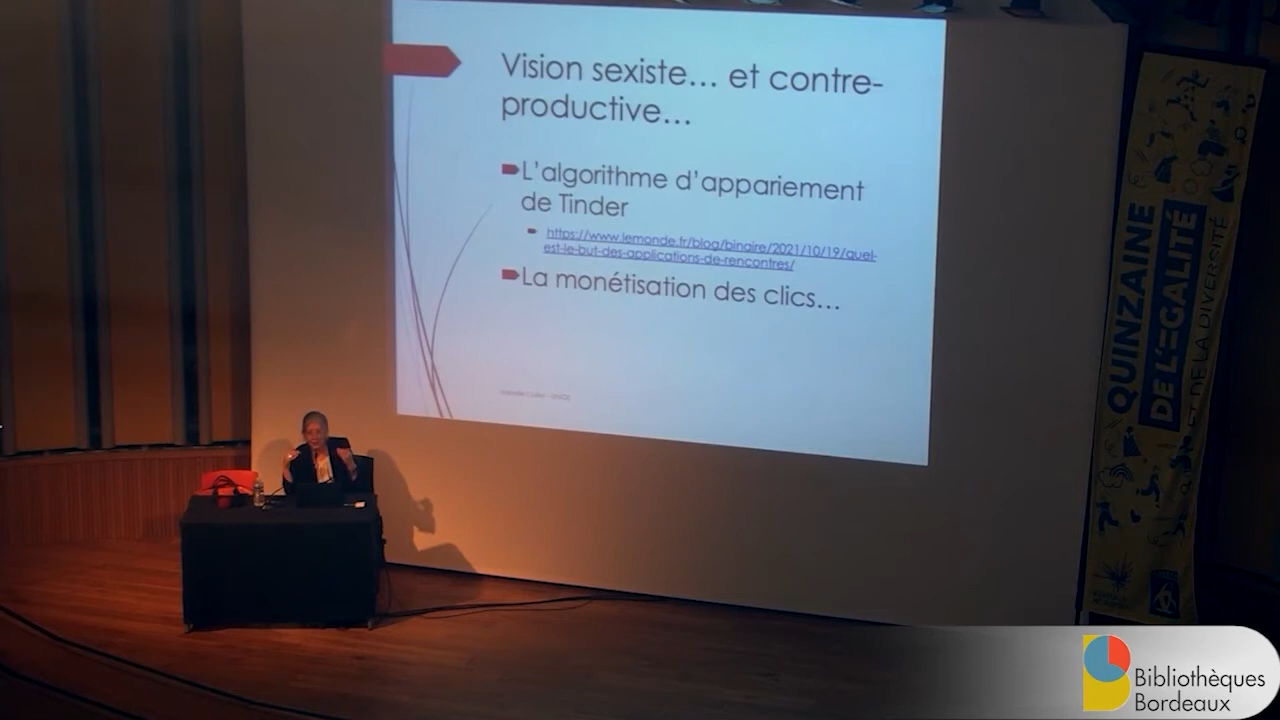 Vision sexiste... et contre-
productive...
L'algorithme d'appariement
de Tinder
https://www.lemonde.fr/blog/binaire/2021/10/19/quel-
est-le-but-des-applications-de-rencontres/
La monétisation des clics...
QUINZAINE
DE L'ÉGALITÉ
ET DE LA DIVERSITÉ
Bibliothèques
Bordeaux